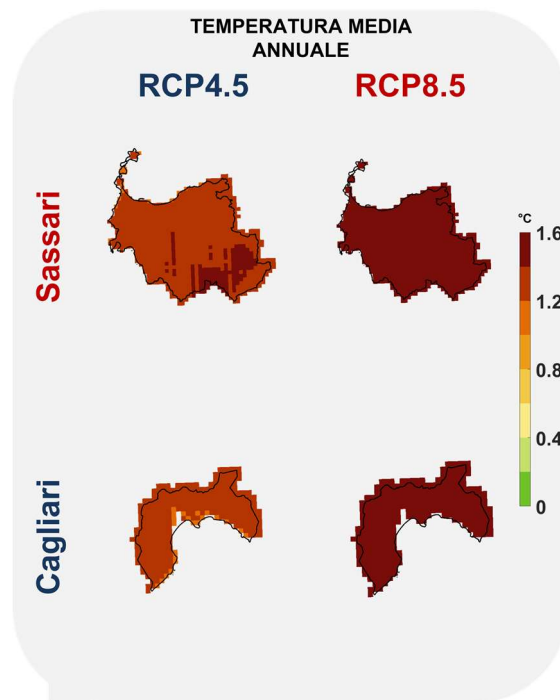 TEMPERATURA MEDIA
ANNUALE
RCP4.5
RCP8.5
Sassari
°C
1.6
1.2
0.8
0.4
0
Cagliari